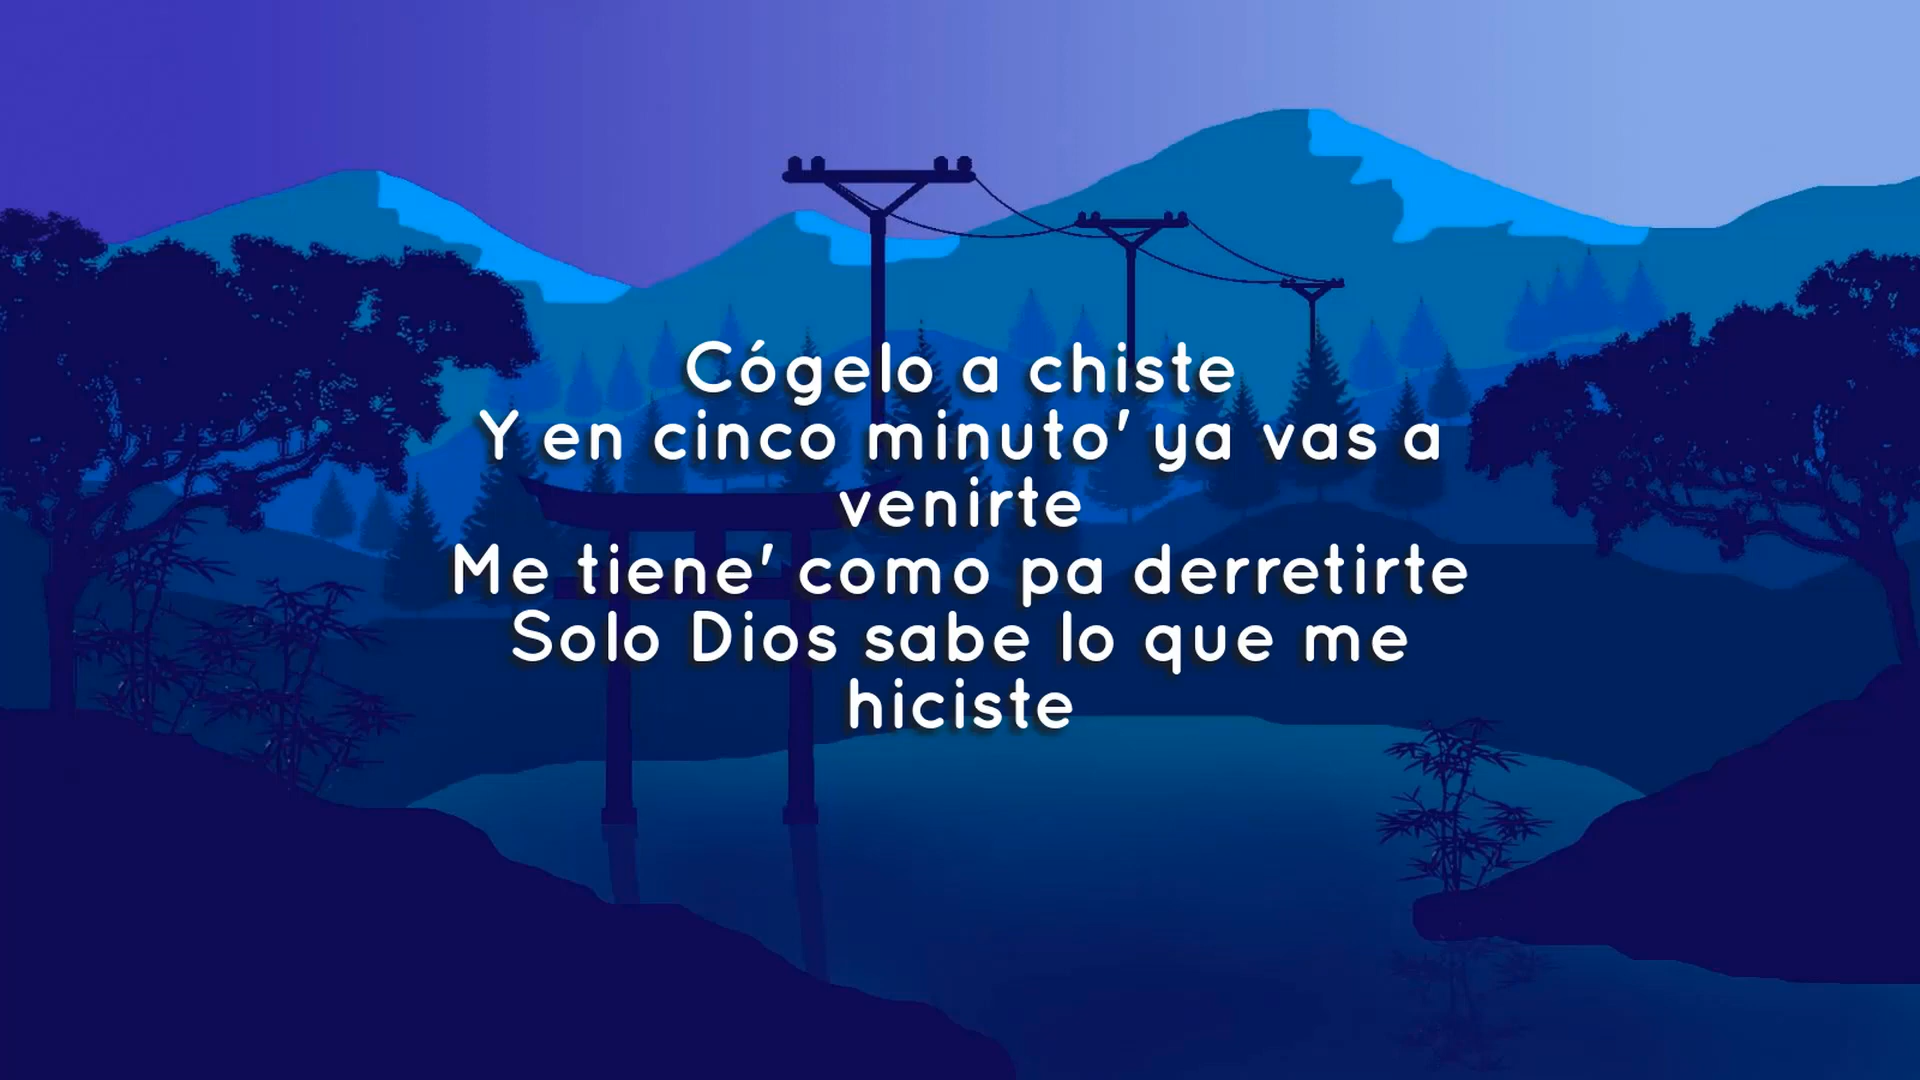 Cógelo a chiste
Y en cinco minuto' ya vas a
venirte
Me tiene' como pa derretirte
Solo Dios sabe lo que me
hiciste